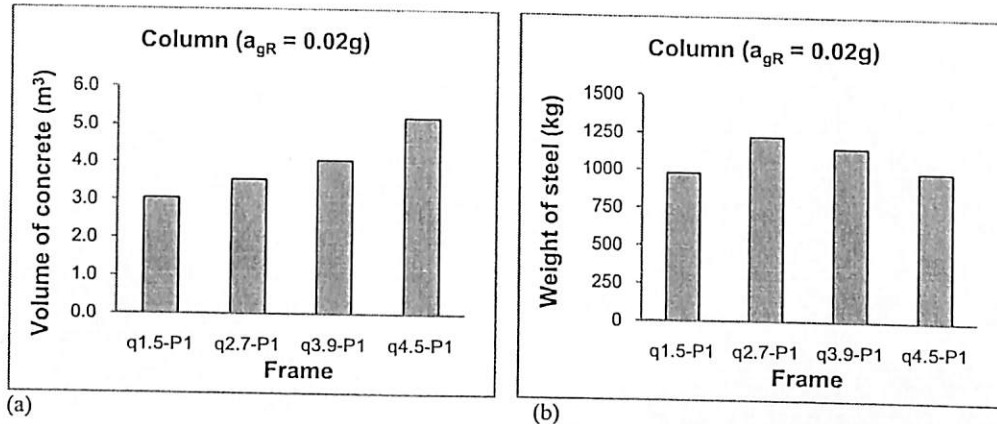 Column (a_gR = 0.02g)
Volume of concrete (m³)
6.0
5.0
4.0
3.0
2.0
1.0
0.0
q1.5-P1 q2.7-P1 q3.9-P1 q4.5-P1
Frame
(a)
Column (a_gR = 0.02g)
Weight of steel (kg)
1500
1250
1000
750
500
250
0
q1.5-P1 q2.7-P1 q3.9-P1 q4.5-P1
Frame
(b)